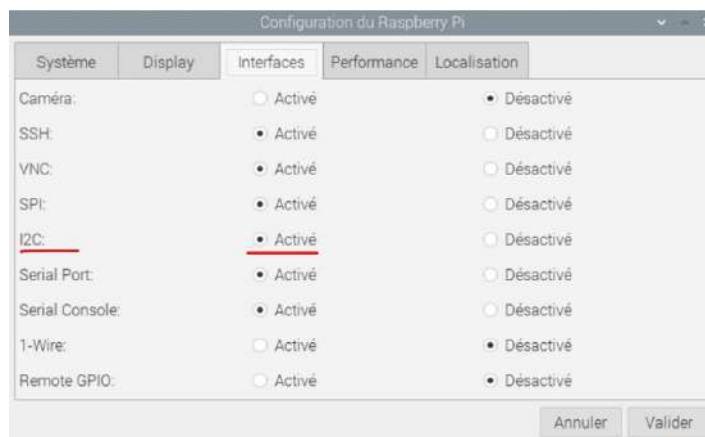 Configuration du Raspberry Pi
Système Display Interfaces Performance Localisation
Caméra: Activé Désactivé
SSH: Activé Désactivé
VNC: Activé Désactivé
SPI: Activé Désactivé
I2C: Activé Désactivé
Serial Port: Activé Désactivé
Serial Console: Activé Désactivé
1-Wire: Activé Désactivé
Remote GPIO: Activé Désactivé
Annuler Valider